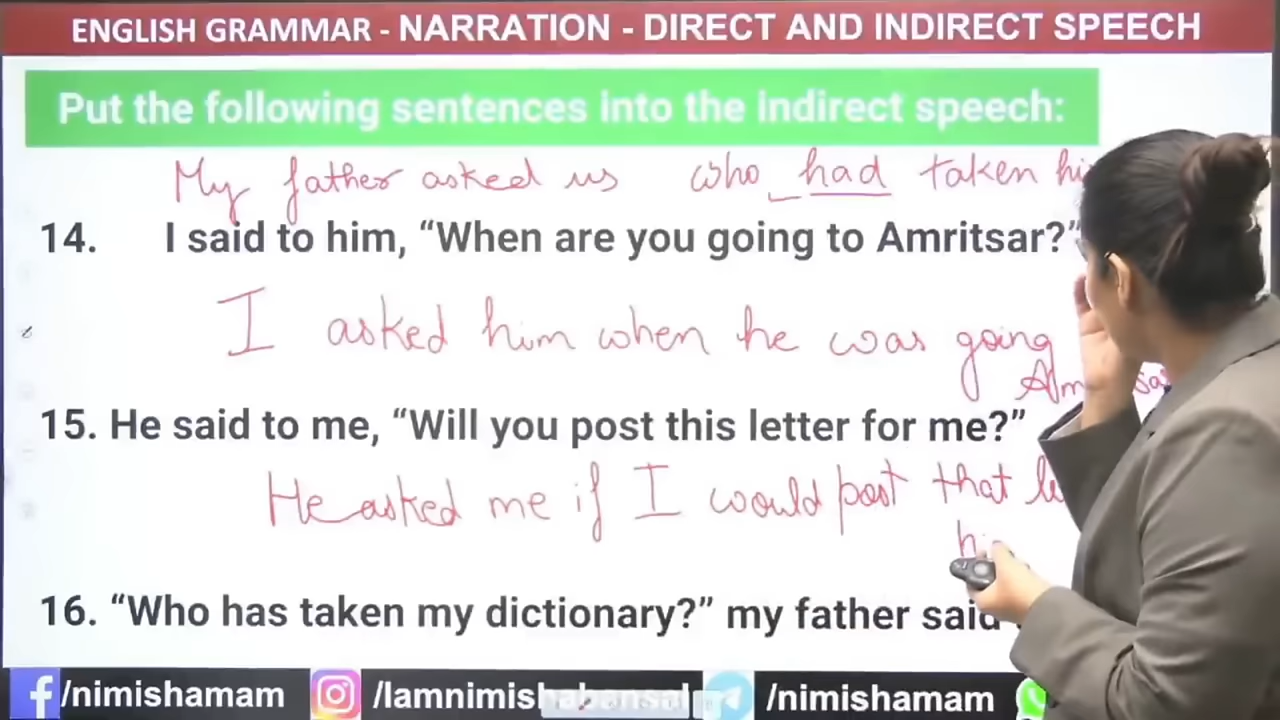 ENGLISH GRAMMAR - NARRATION - DIRECT AND INDIRECT SPEECH
Put the following sentences into the indirect speech:
My father asked us who had taken hi
14. I said to him, “When are you going to Amritsar?”
I asked him when he was going
15. He said to me, “Will you post this letter for me?”
He asked me if I would post that
16. “Who has taken my dictionary?” my father said
/nimishamam /Iamnimishabansal /nimishamam